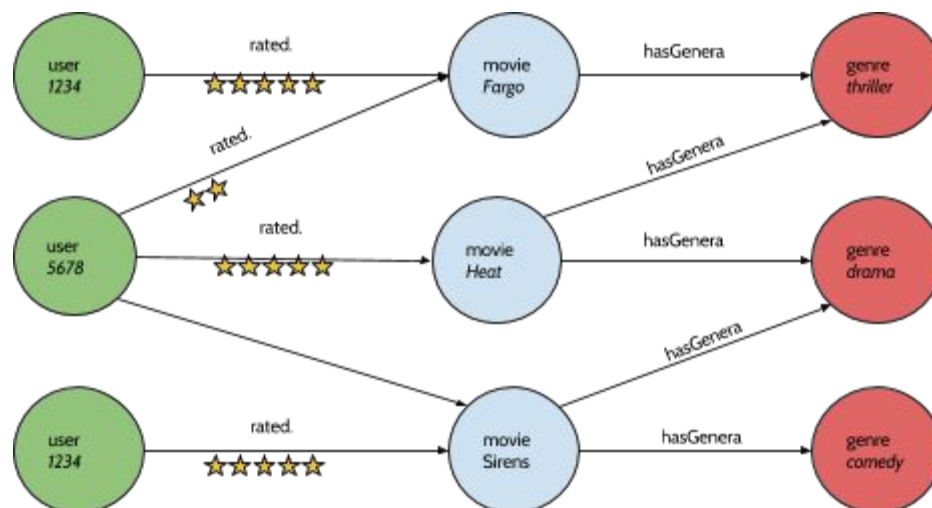 rated.
user
1234
movie
Fargo
hasGenera
genre
thriller
rated.
hasGenera
user
5678
rated.
movie
Heat
hasGenera
genre
drama
hasGenera
user
1234
rated.
movie
Sirens
hasGenera
genre
comedy